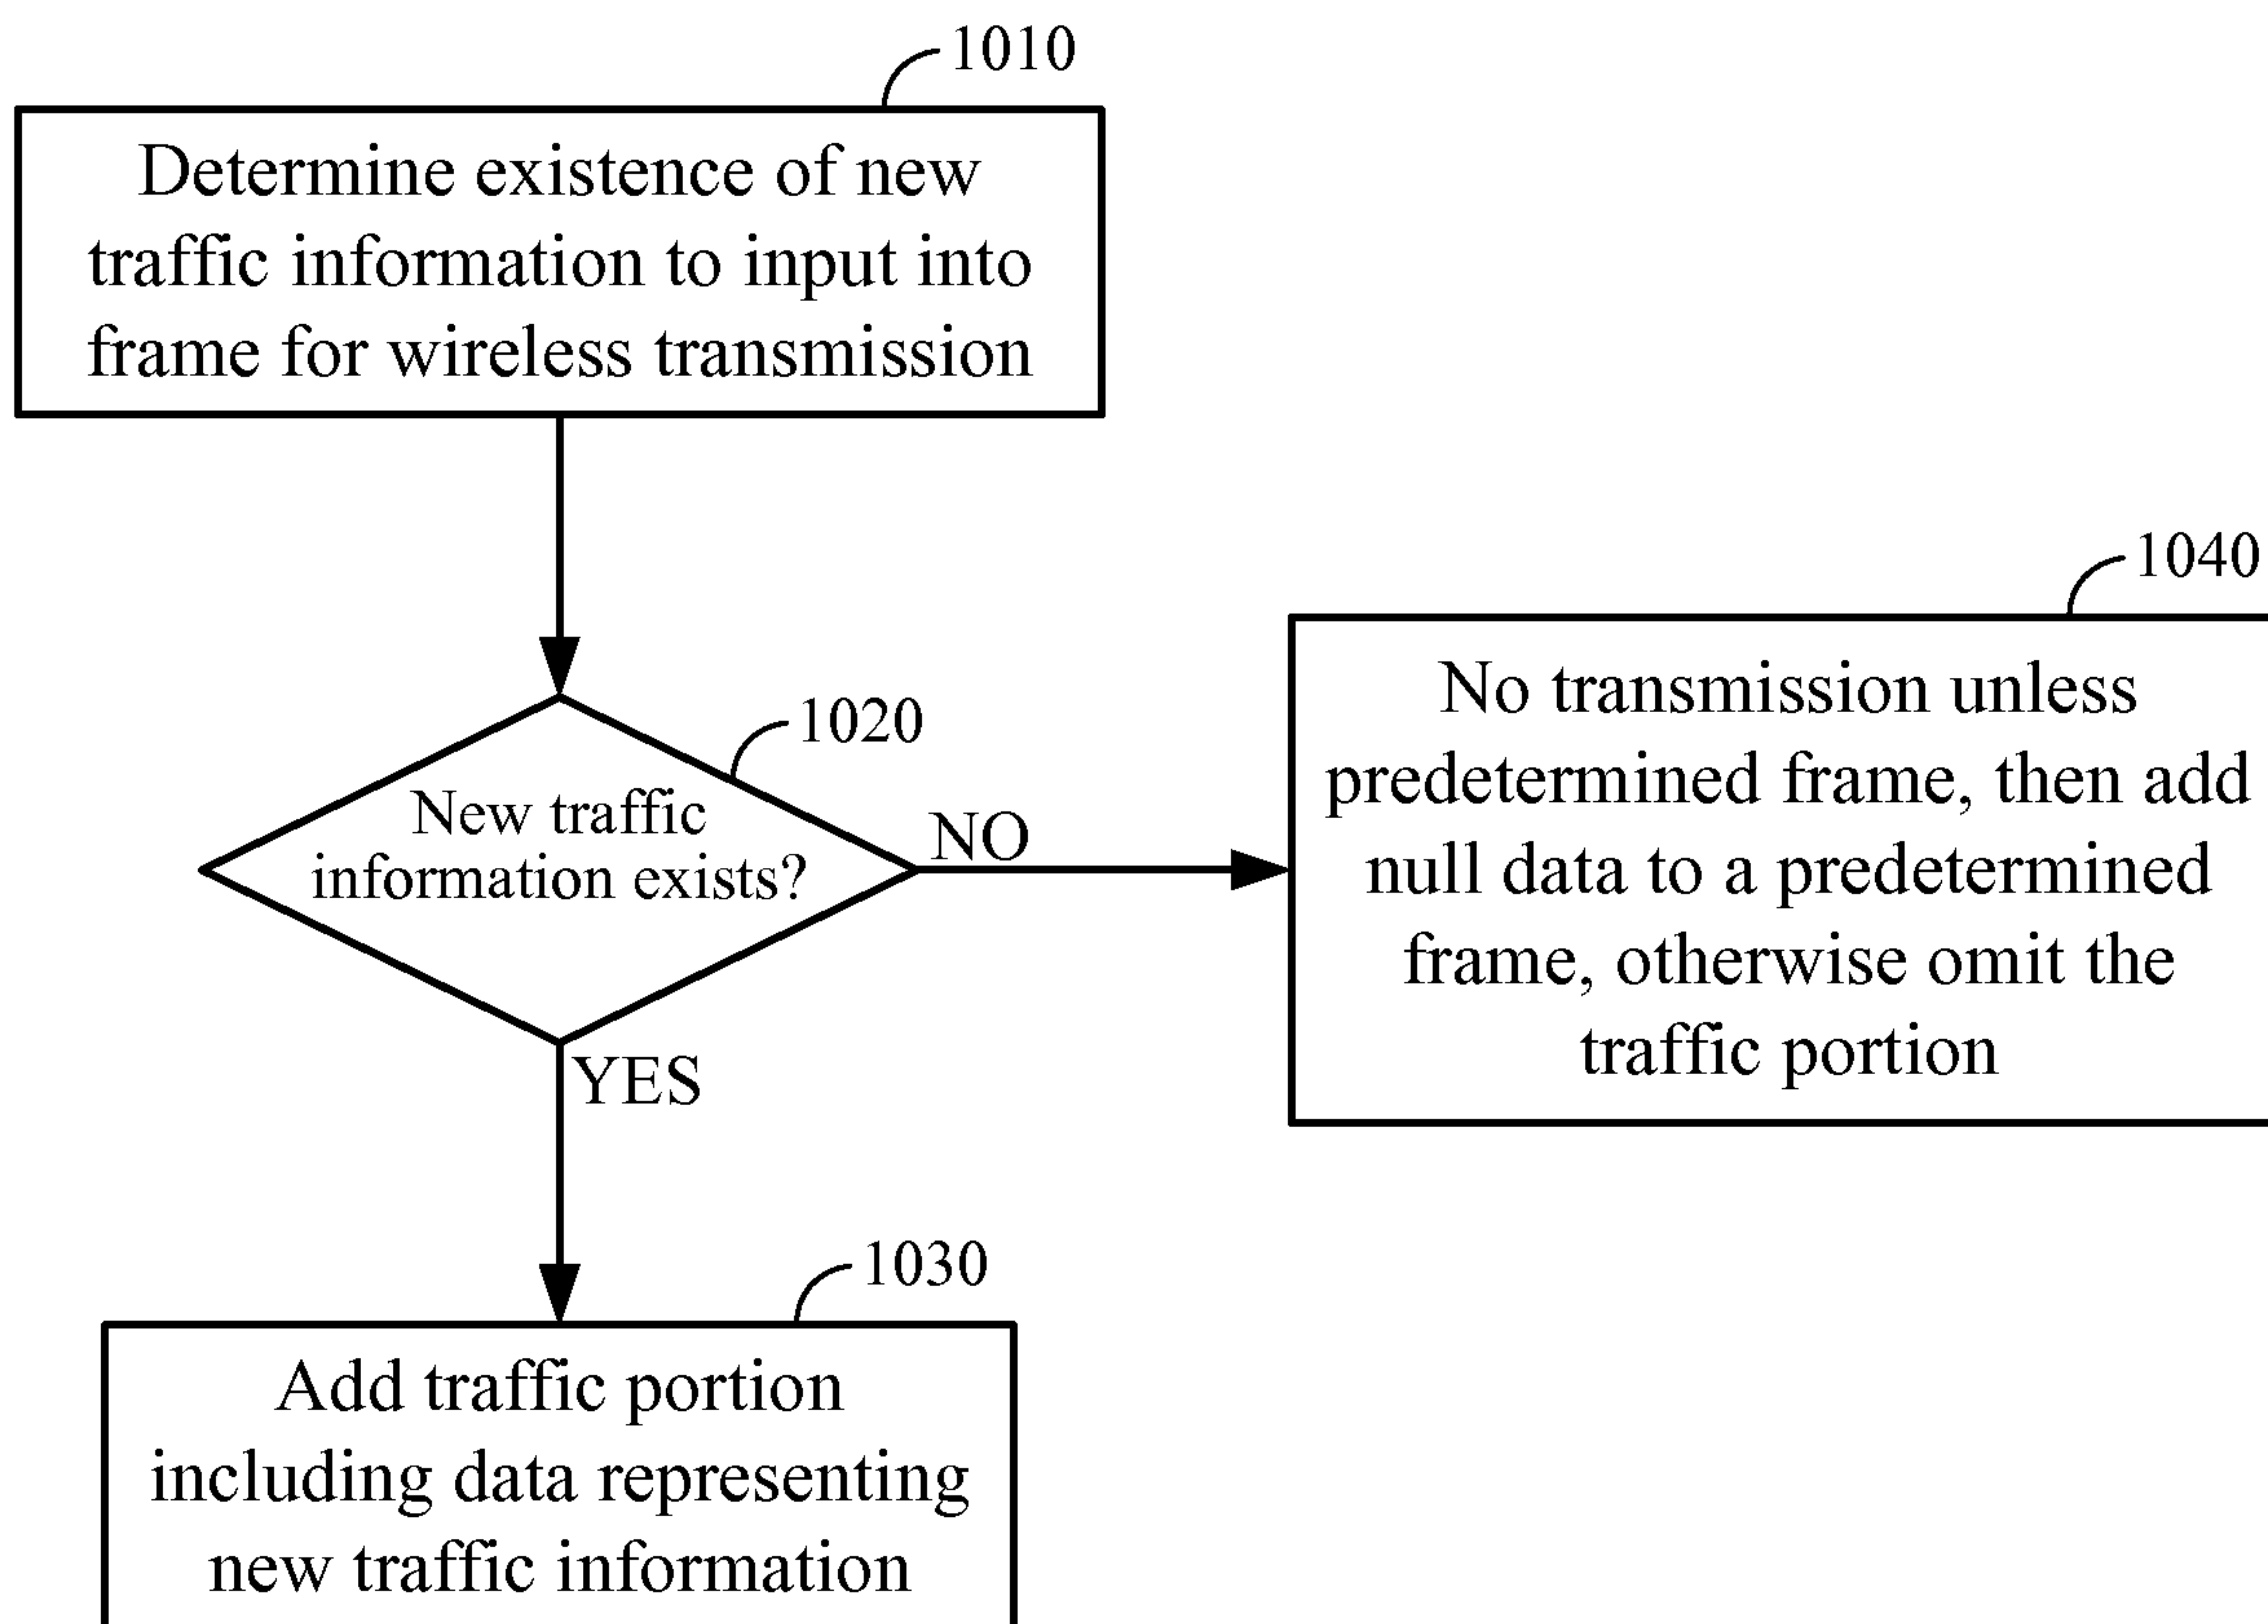 1010
Determine existence of new
traffic information to input into
frame for wireless transmission
1020
New traffic
information exists?
NO
YES
1040
No transmission unless
predetermined frame, then add
null data to a predetermined
frame, otherwise omit the
traffic portion
1030
Add traffic portion
including data representing
new traffic information